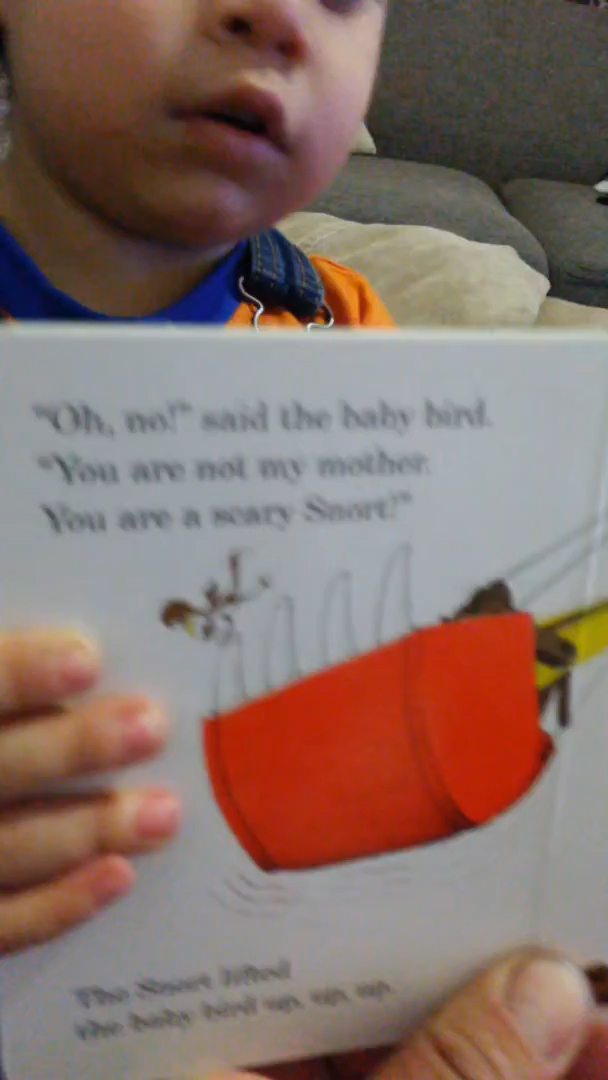 "Oh, no!" said the baby bird.
"You are not my mother.
You are a scary Snort!"
The Snort lifted
the baby bird up, up, up.